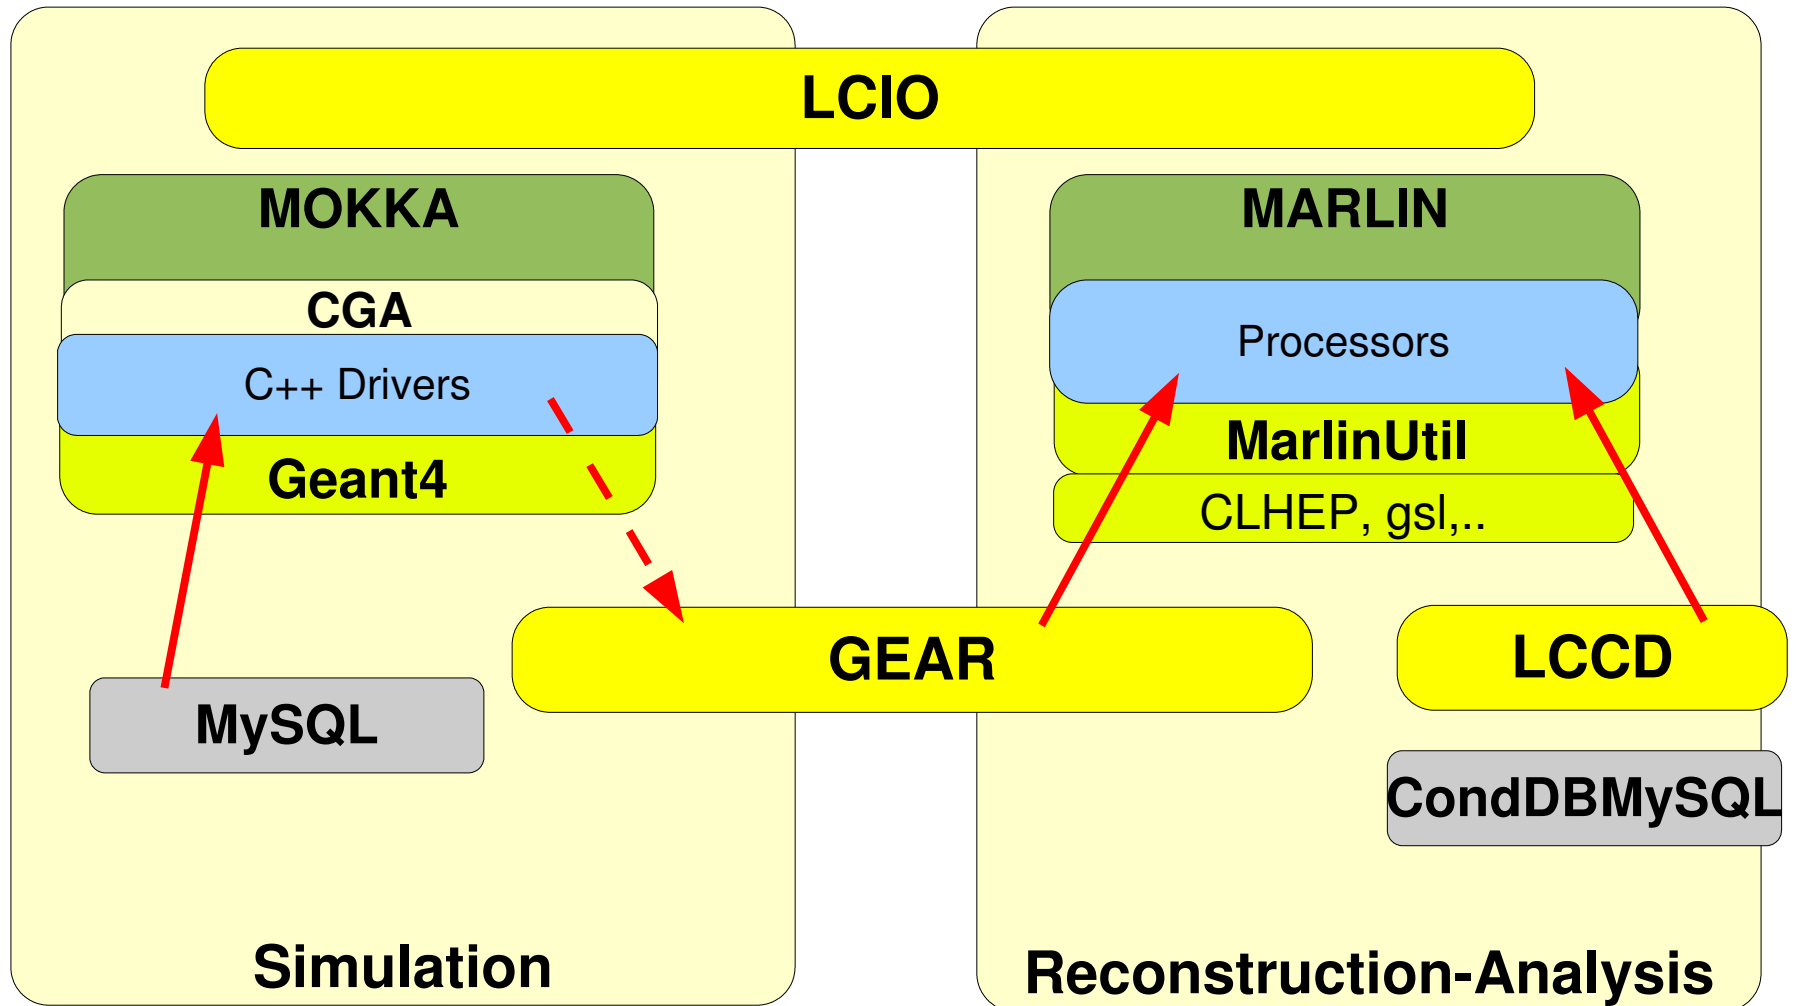 LCIO
MOKKA
CGA
C++ Drivers
Geant4
MySQL
Simulation
MARLIN
Processors
MarlinUtil
CLHEP, gsl,..
GEAR
LCCD
CondDBMySQL
Reconstruction-Analysis